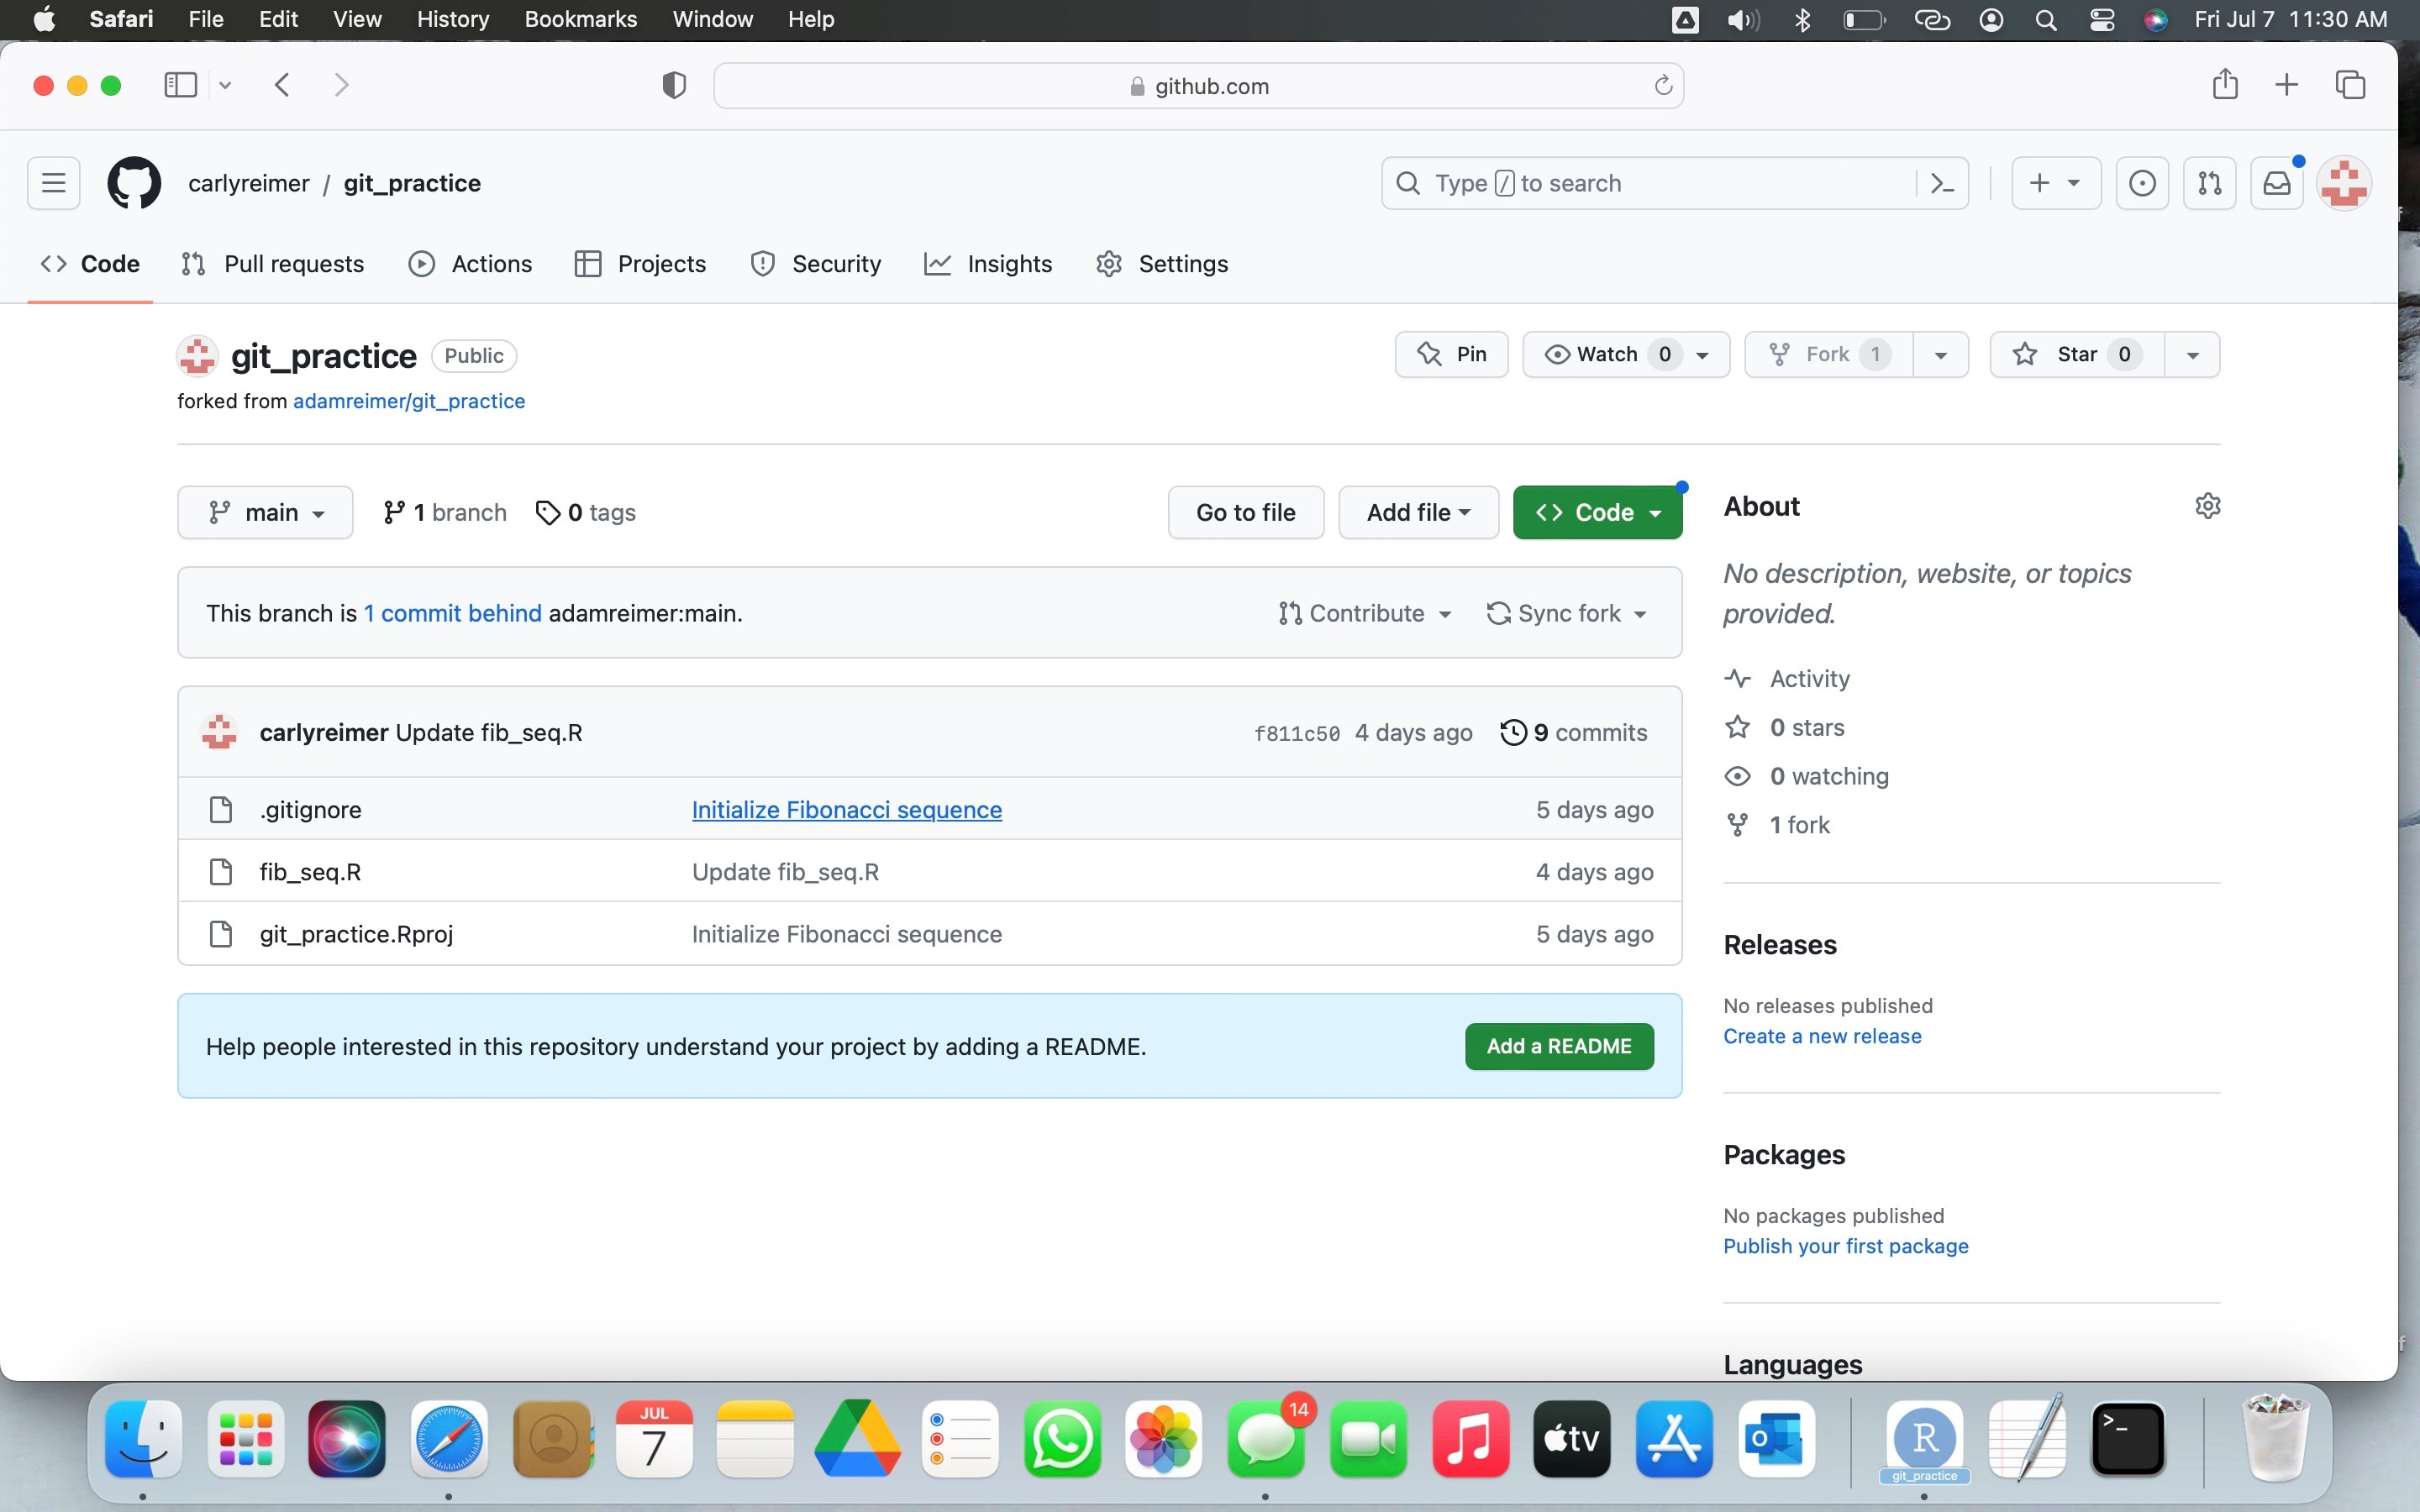 Safari File Edit View History Bookmarks Window Help Fri Jul 7 11:30 AM
github.com
carlyreimer / git_practice Type / to search
Code Pull requests Actions Projects Security Insights Settings
git_practice Public Pin Watch 0 Fork 1 Star 0
forked from adamreimer/git_practice
main 1 branch 0 tags Go to file Add file Code
This branch is 1 commit behind adamreimer:main. Contribute Sync fork
carlyreimer Update fib_seq.R f811c50 4 days ago 9 commits
.gitignore Initialize Fibonacci sequence 5 days ago
fib_seq.R Update fib_seq.R 4 days ago
git_practice.Rproj Initialize Fibonacci sequence 5 days ago
Help people interested in this repository understand your project by adding a README. Add a README
About
No description, website, or topics
provided.
Activity
0 stars
0 watching
1 fork
Releases
No releases published
Create a new release
Packages
No packages published
Publish your first package
Languages
JUL
7
14
tv
O
R
git_practice
>_